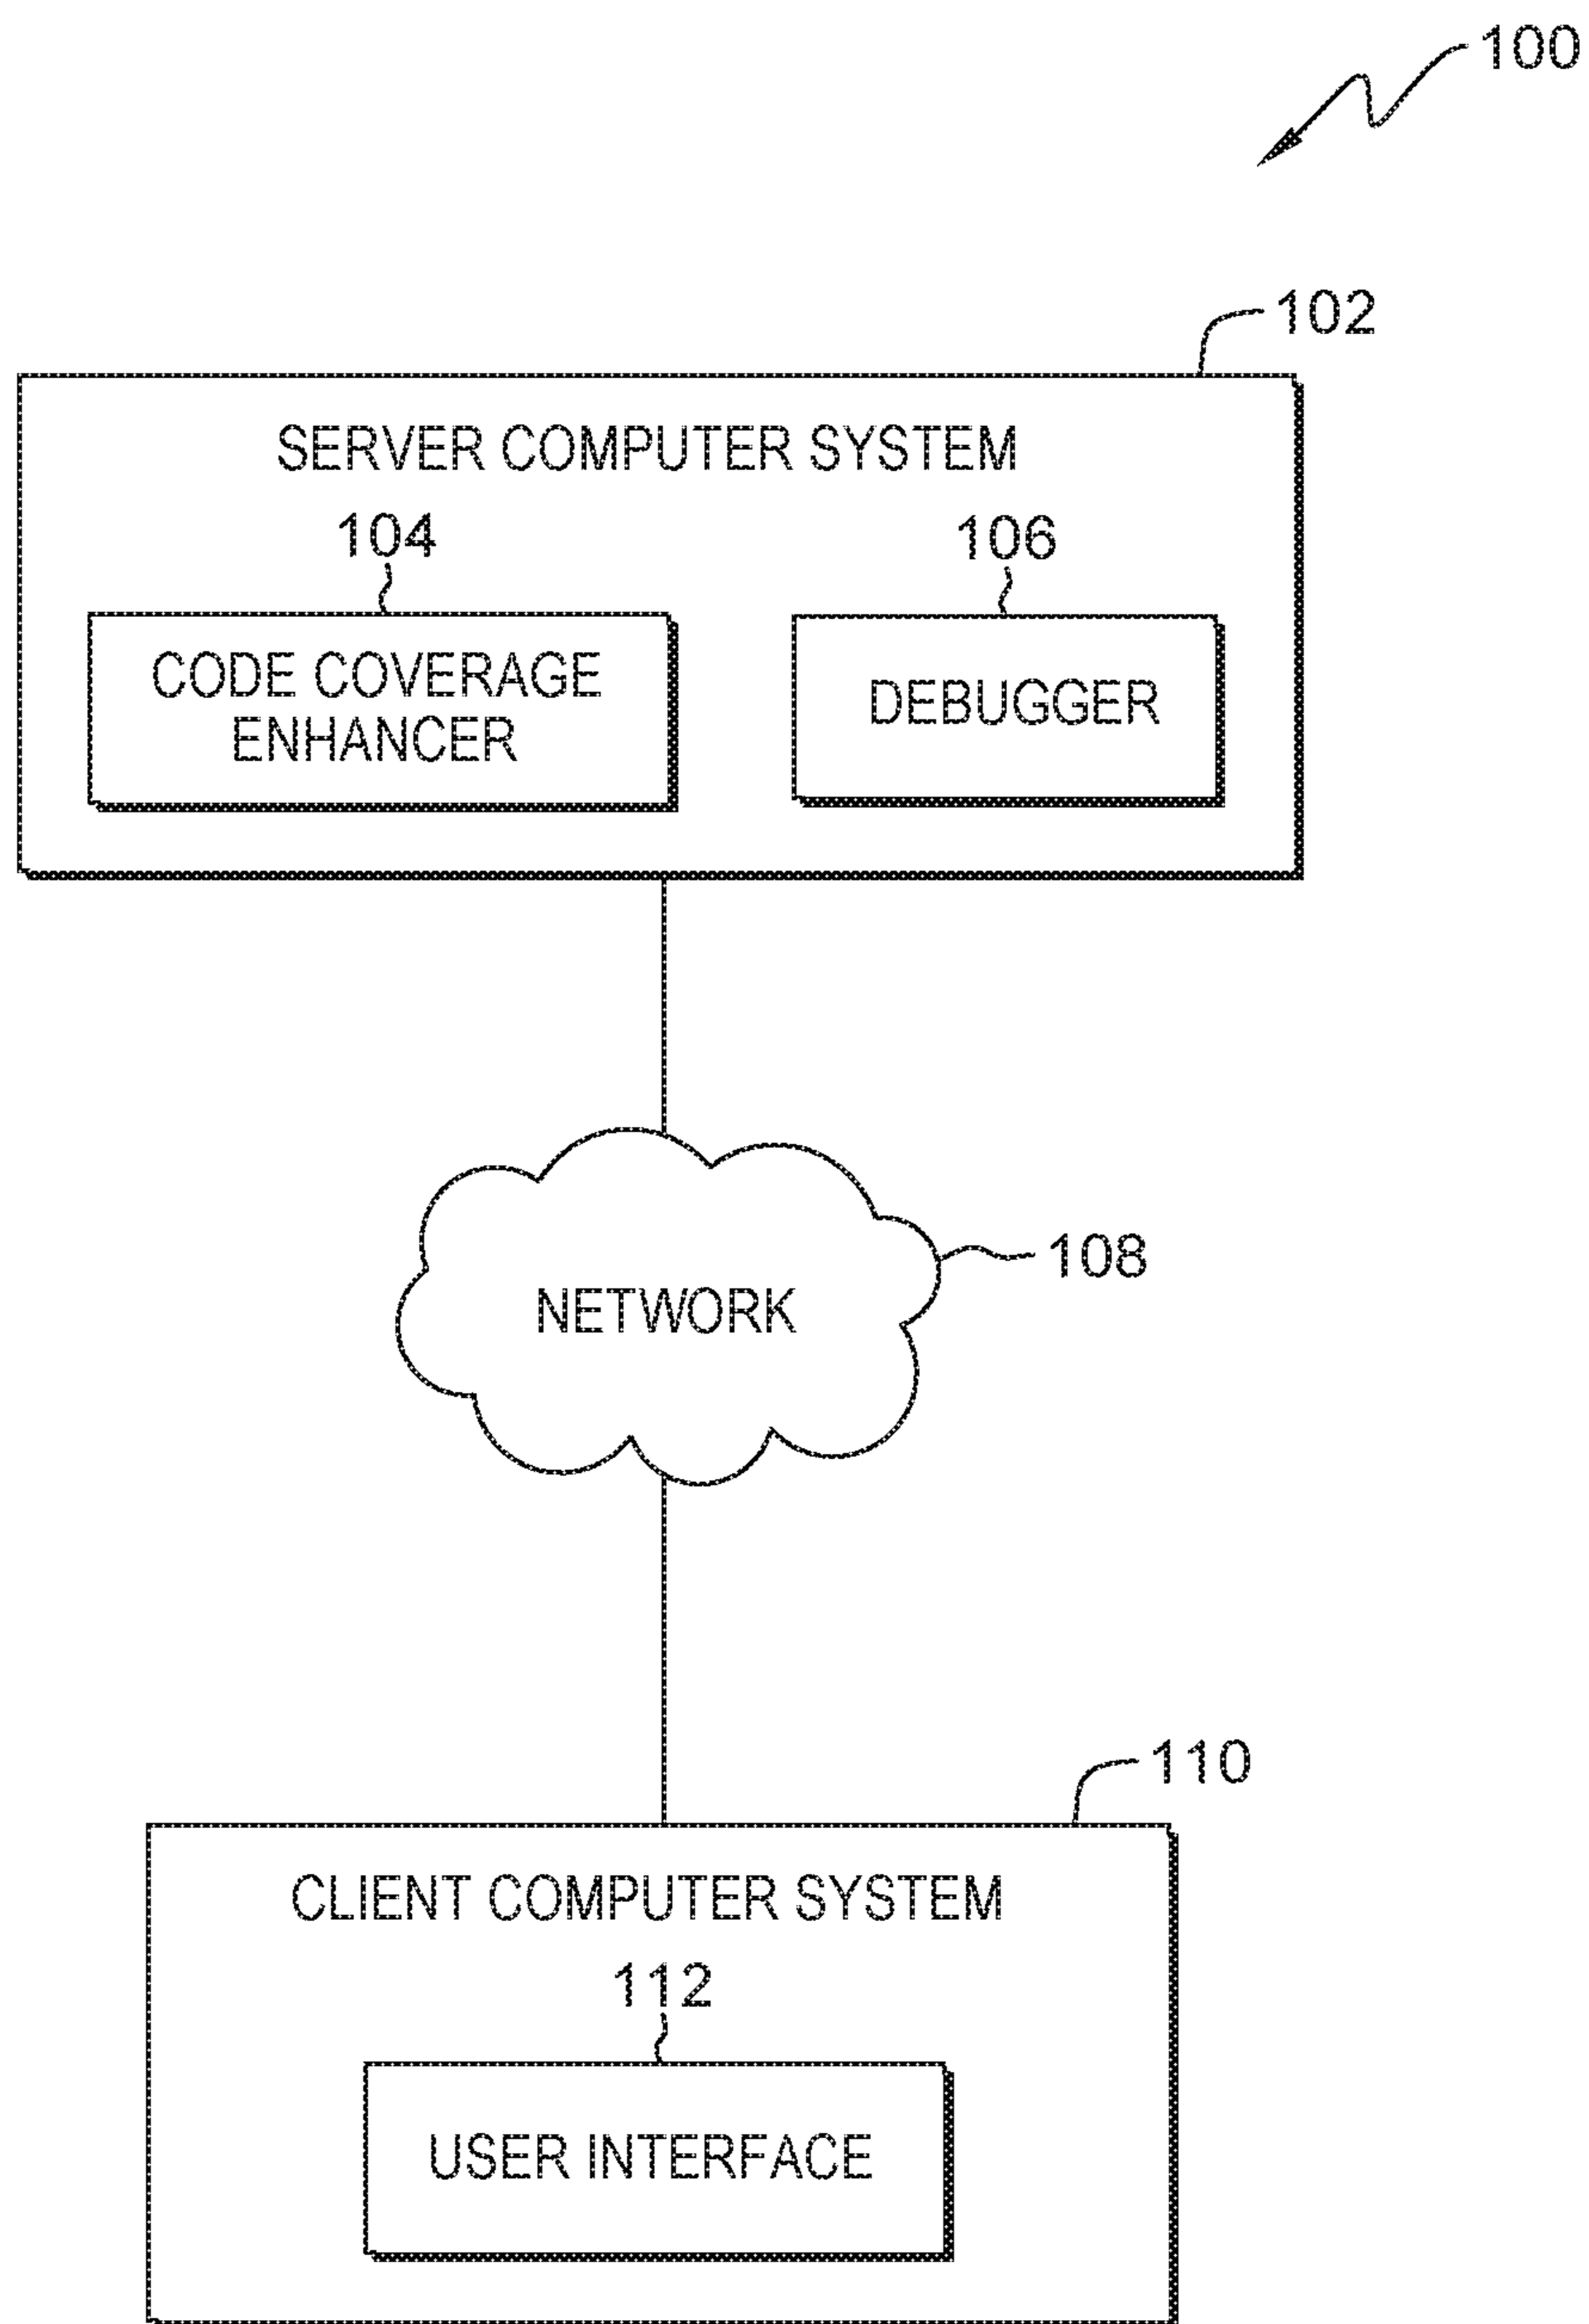 100
102
SERVER COMPUTER SYSTEM
104 106
CODE COVERAGE
ENHANCER
DEBUGGER
108
NETWORK
110
CLIENT COMPUTER SYSTEM
112
USER INTERFACE